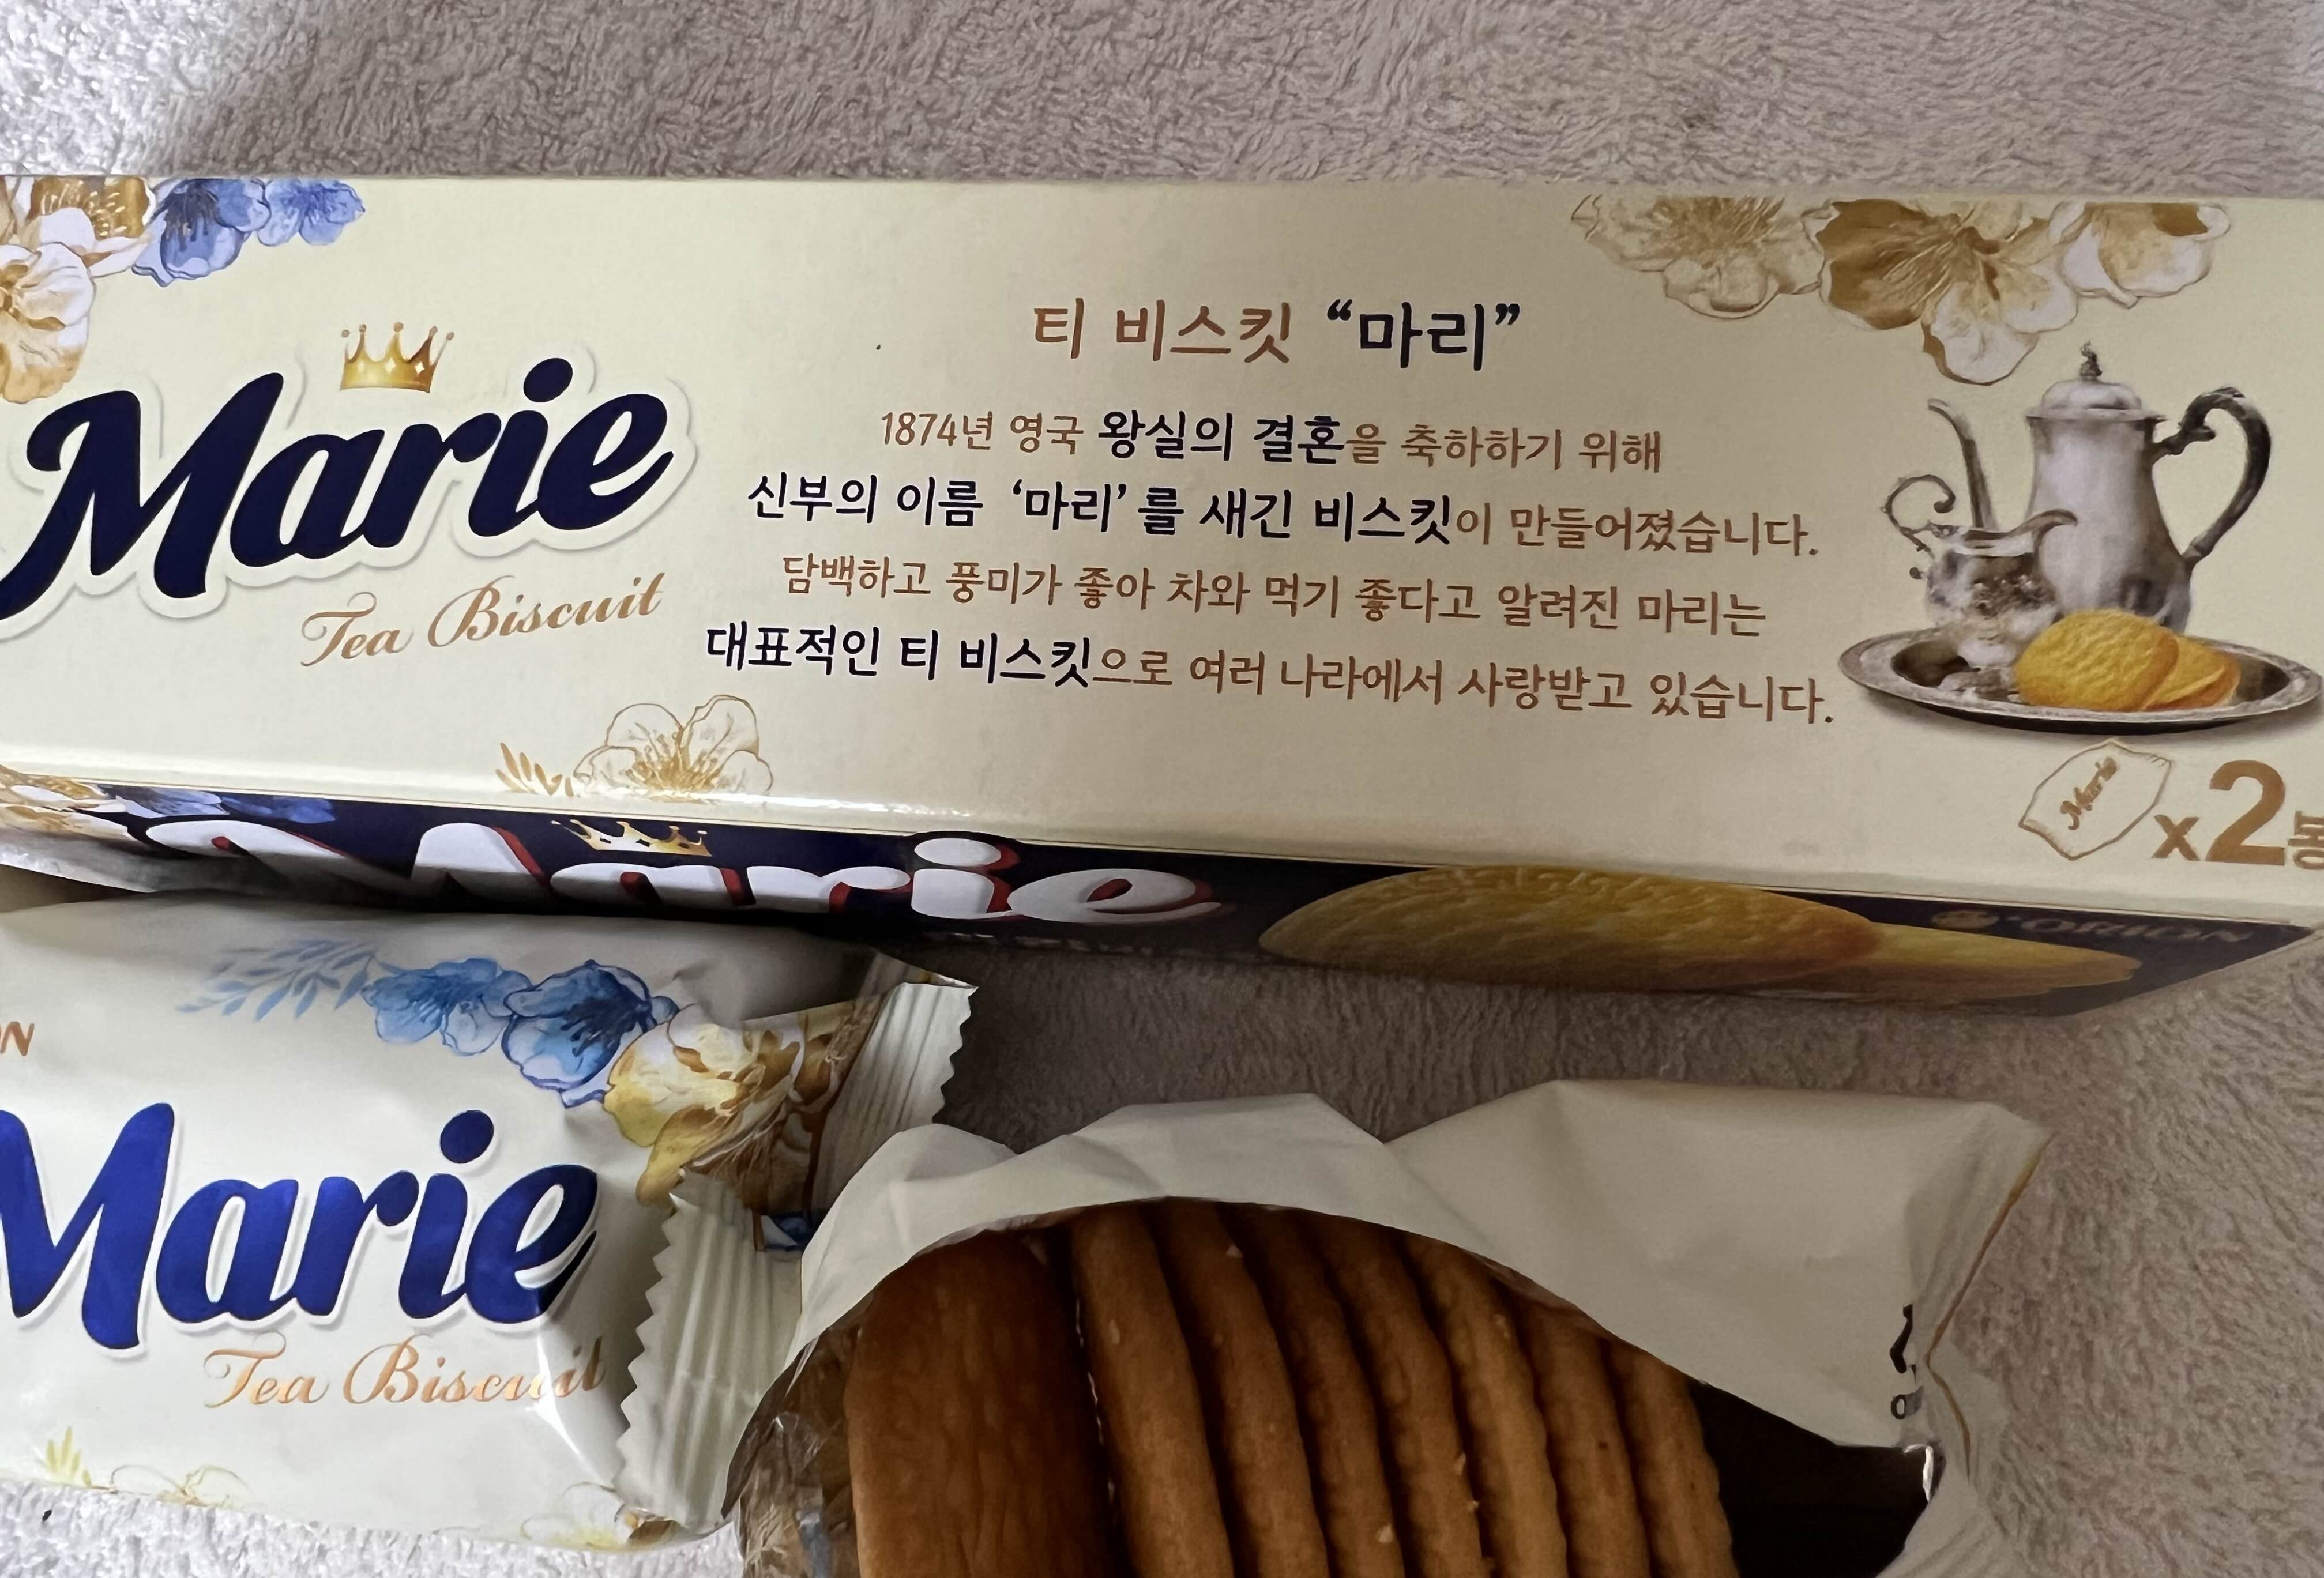 Marie
Tea Biscuit
티 비스킷 “마리”
1874년 영국 왕실의 결혼을 축하하기 위해
신부의 이름 ‘마리’를 새긴 비스킷이 만들어졌습니다.
담백하고 풍미가 좋아 차와 먹기 좋다고 알려진 마리는
대표적인 티 비스킷으로 여러 나라에서 사랑받고 있습니다.
Marie
x2봉
Marie
ORION
Marie
Tea Biscuit